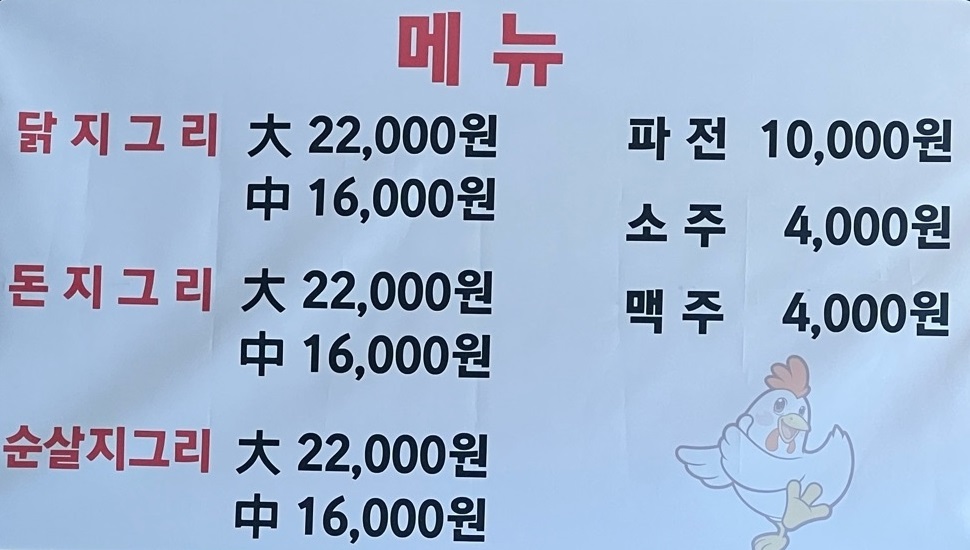 메뉴
닭지그리 大 22,000원
中 16,000원
돈지그리 大 22,000원
中 16,000원
순살지그리 大 22,000원
中 16,000원
파전 10,000원
소주 4,000원
맥주 4,000원